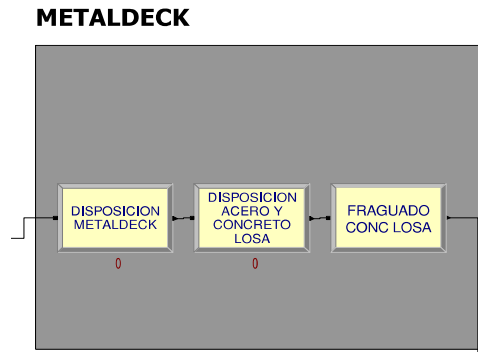 METALDECK
DISPOSICION
METALDECK
0
DISPOSICION
ACERO Y
CONCRETO
LOSA
0
FRAGUADO
CONC LOSA